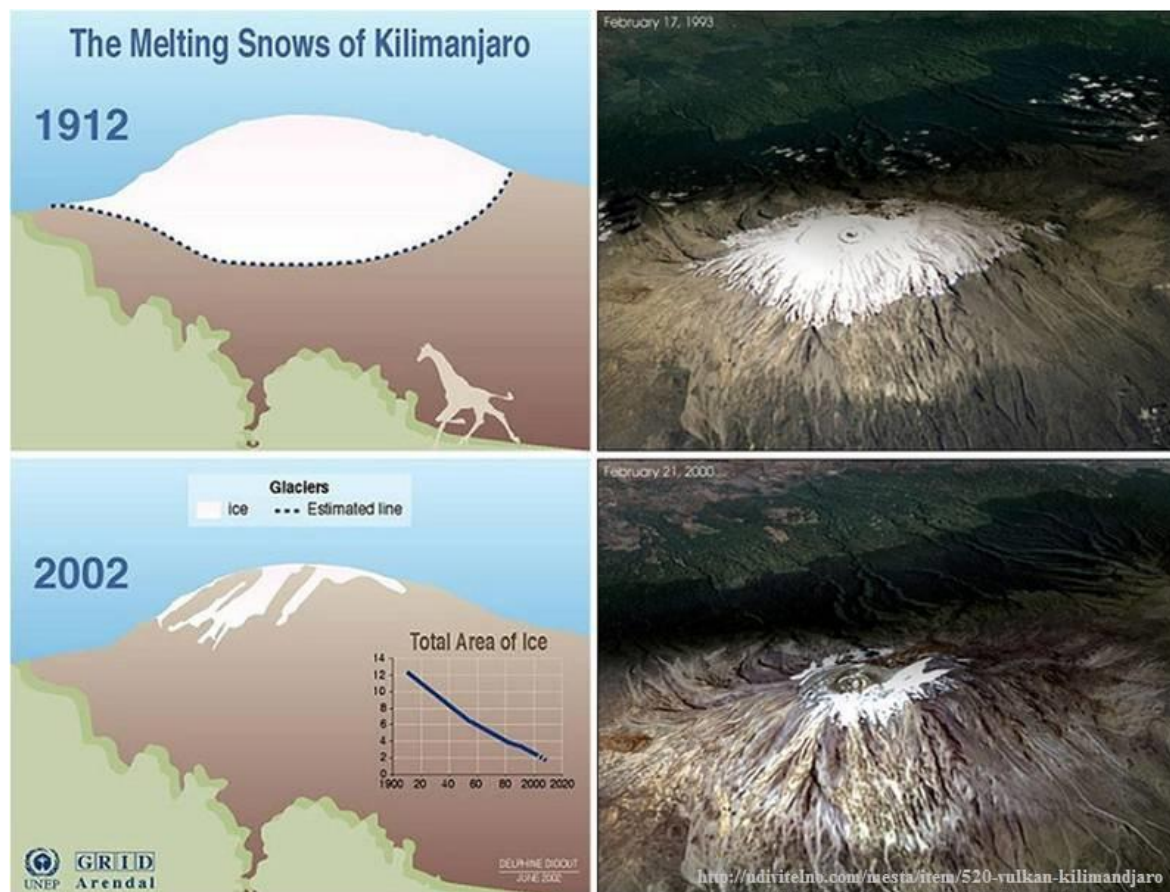 The Melting Snows of Kilimanjaro
1912
February 17, 1993
Glaciers
ice
Estimated line
2002
Total Area of Ice
14
12
10
8
6
4
2
0
1900 20 40 60 80 2000 2020
UNEP
GRID
Arendal
DELPHINE DIGOUT
JUNE 2002
February 21, 2000
http://udivitelno.com/mesta/item/520-vulkan-kilimandjaro